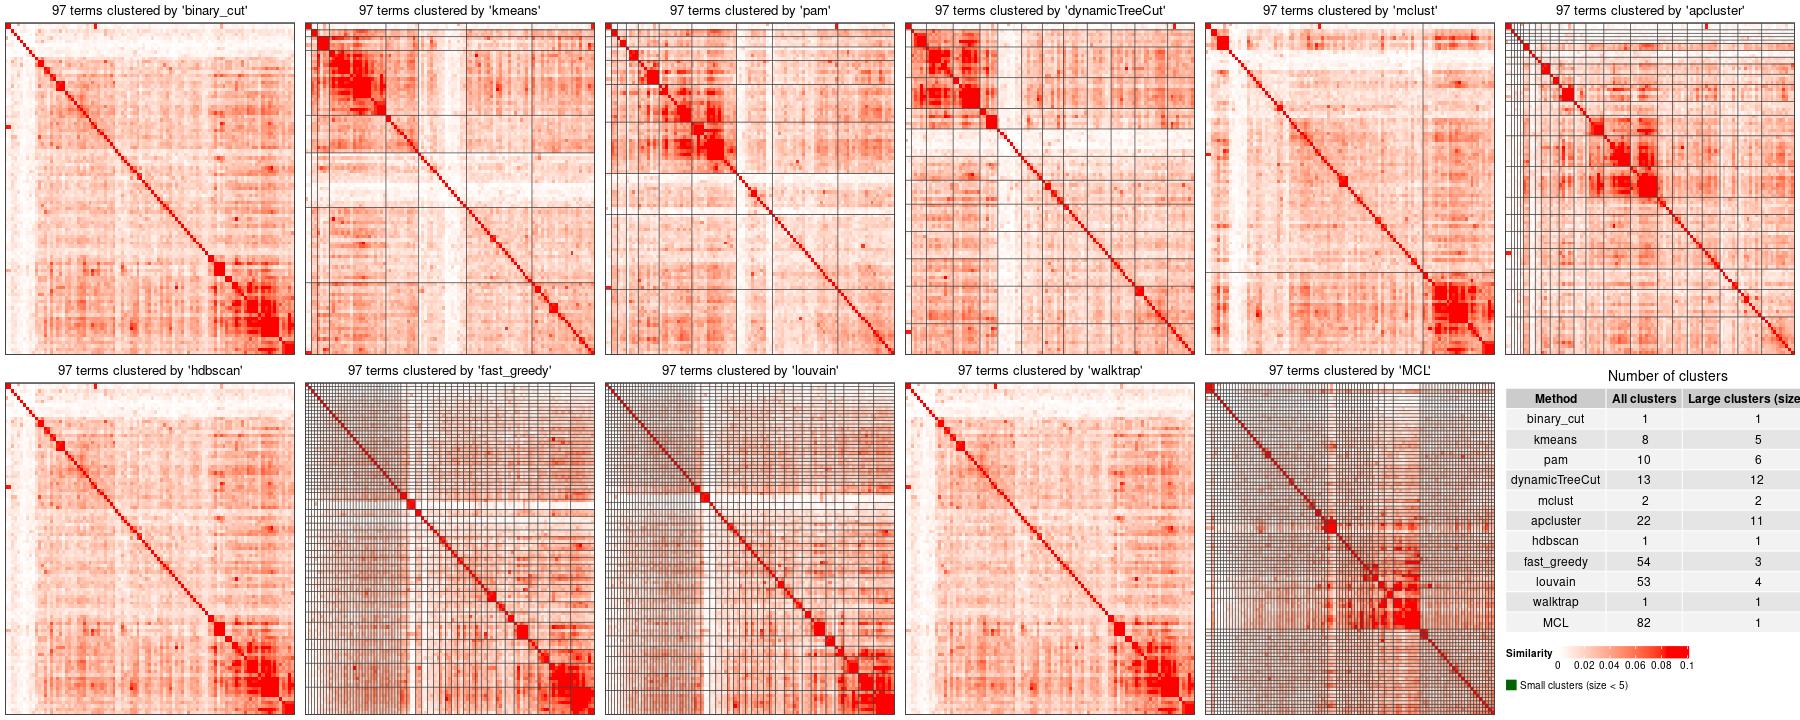 97 terms clustered by 'binary_cut'
97 terms clustered by 'kmeans'
97 terms clustered by 'pam'
97 terms clustered by 'dynamicTreeCut'
97 terms clustered by 'mclust'
97 terms clustered by 'apcluster'
97 terms clustered by 'hdbscan'
97 terms clustered by 'fast_greedy'
97 terms clustered by 'louvain'
97 terms clustered by 'walktrap'
97 terms clustered by 'MCL'
Number of clusters
Method All clusters Large clusters (size
binary_cut 1 1
kmeans 8 5
pam 10 6
dynamicTreeCut 13 12
mclust 2 2
apcluster 22 11
hdbscan 1 1
fast_greedy 54 3
louvain 53 4
walktrap 1 1
MCL 82 1
Similarity
0 0.02 0.04 0.06 0.08 0.1
Small clusters (size < 5)